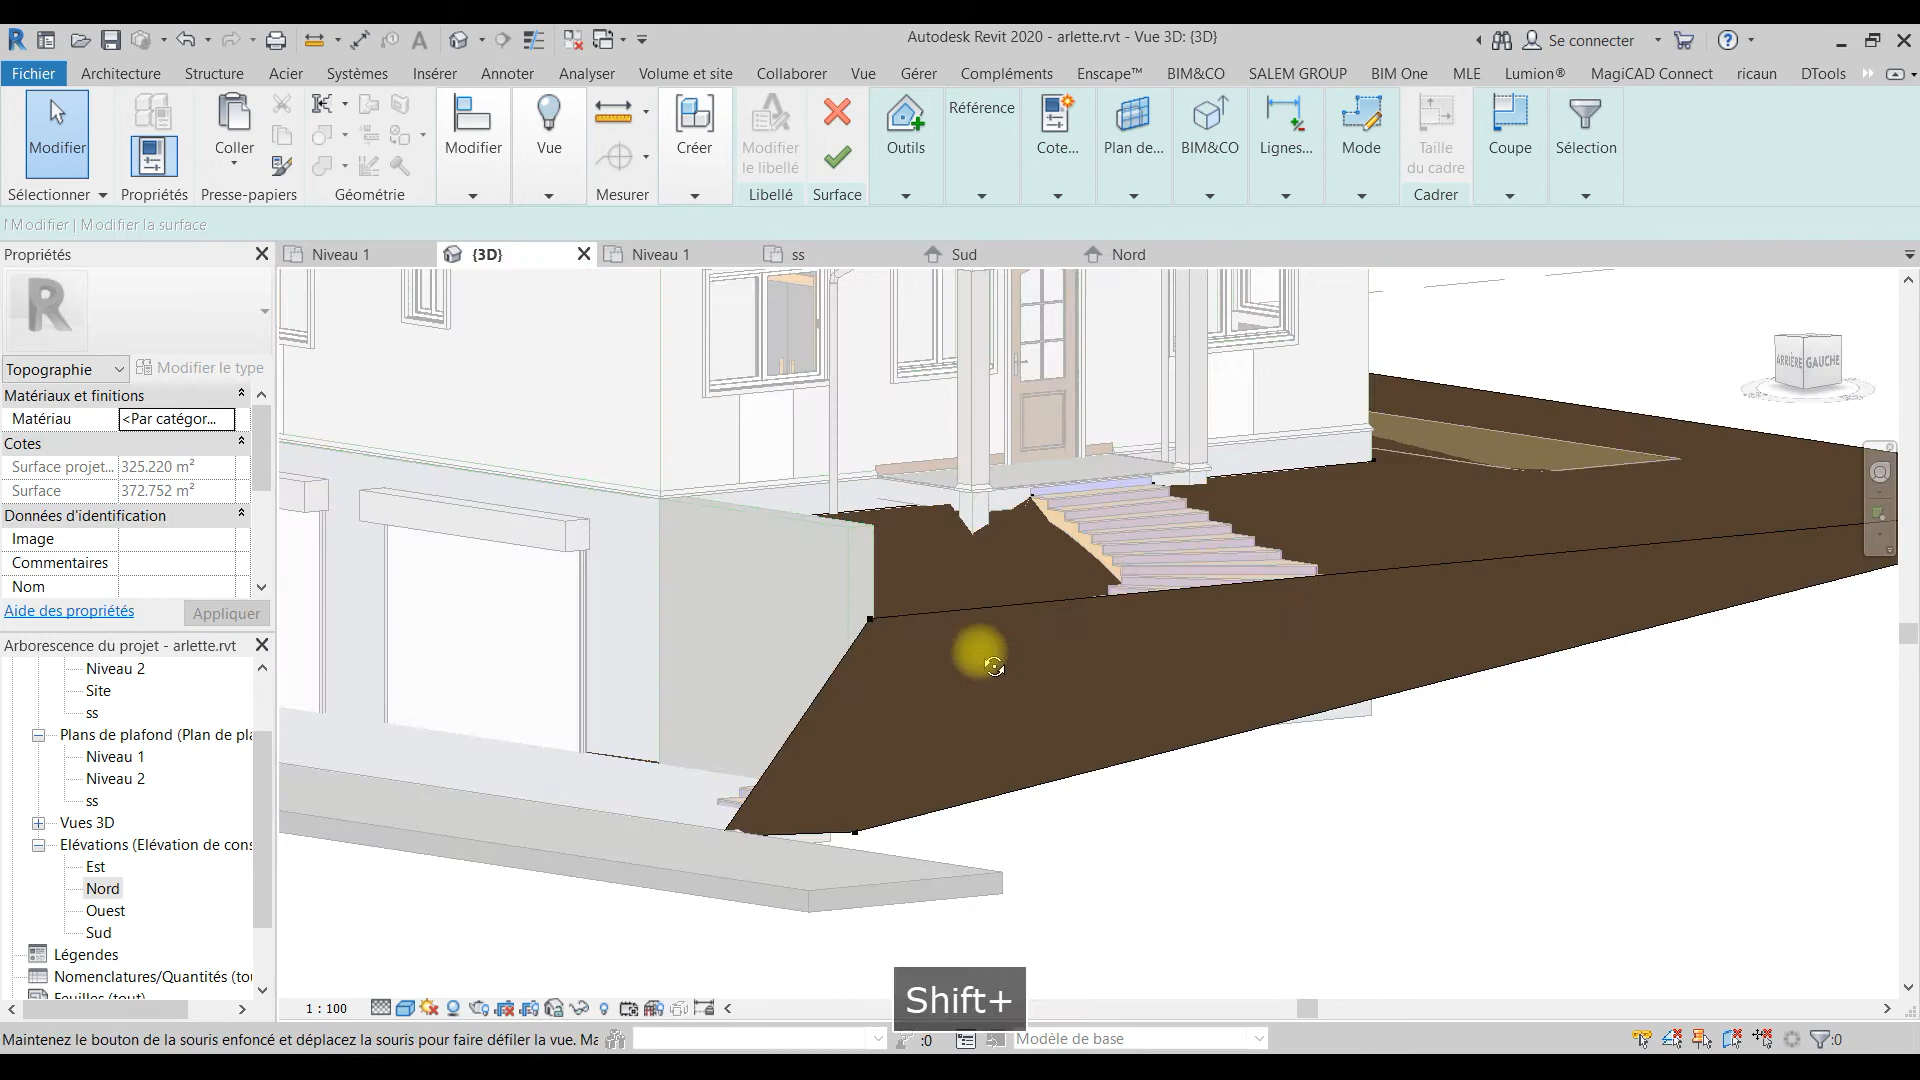 Autodesk Revit 2020 - arlette.rvt - Vue 3D: {3D}
Se connecter
Fichier Architecture Structure Acier Systèmes Insérer Annoter Analyser Volume et site Collaborer Vue Gérer Compléments Enscape™ BIM&CO SALEM GROUP BIM One MLE Lumion® MagiCAD Connect ricaun DTools
Modifier Coller Modifier Vue Créer Modifier le libellé Outils Référence Cote... Plan de... BIM&CO Lignes... Mode Taille du cadre Coupe Sélection
Sélectionner Propriétés Presse-papiers Géométrie Mesurer Libellé Surface Cadrer
Modifier | Modifier la surface
Propriétés
Niveau 1 {3D} Niveau 1 ss Sud Nord
R
Topographie Modifier le type
Matériaux et finitions
Matériau <Par catégor...
Cotes
Surface projet... 325.220 m²
Surface 372.752 m²
Données d'identification
Image
Commentaires
Nom
Aide des propriétés Appliquer
Arborescence du projet - arlette.rvt
Niveau 2
Site
ss
Plans de plafond (Plan de pla
Niveau 1
Niveau 2
ss
Vues 3D
Elévations (Elévation de cons
Est
Nord
Ouest
Sud
Légendes
Nomenclatures/Quantités (tou
Feuilles (tout)
ARRIÈRE GAUCHE
Shift+
1 : 100
Maintenez le bouton de la souris enfoncé et déplacez la souris pour faire défiler la vue. Ma
:0
Modèle de base
:0